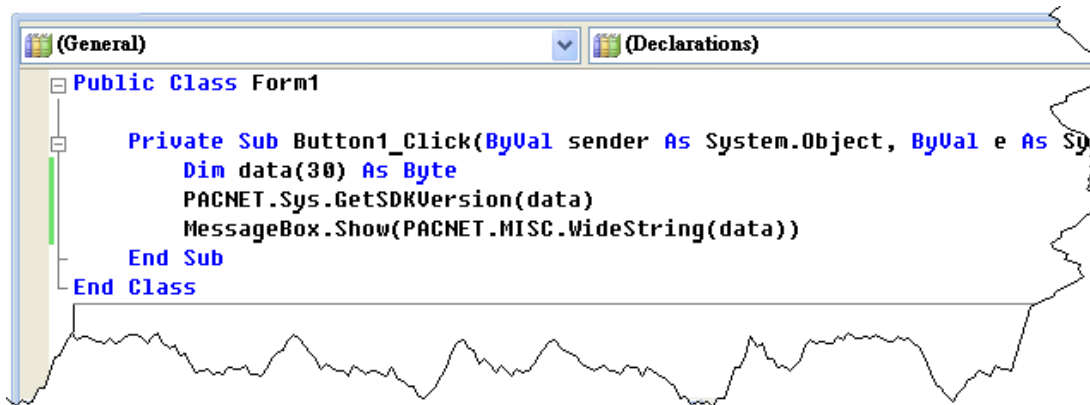 (General) (Declarations)
Public Class Form1
Private Sub Button1_Click(ByVal sender As System.Object, ByVal e As
Dim data(30) As Byte
PACNET.Sys.GetSDKVersion(data)
MessageBox.Show(PACNET.MISC.WideString(data))
End Sub
End Class